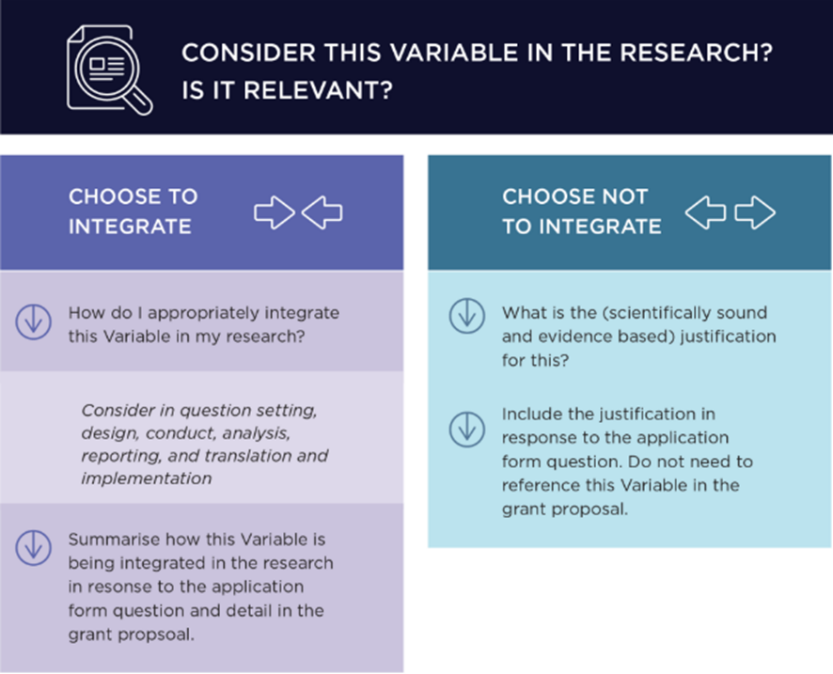 CONSIDER THIS VARIABLE IN THE RESEARCH?
IS IT RELEVANT?
CHOOSE TO
INTEGRATE
How do I appropriately integrate
this Variable in my research?
Consider in question setting,
design, conduct, analysis,
reporting, and translation and
implementation
Summarise how this Variable is
being integrated in the research
in resonse to the application
form question and detail in the
grant propsoal.
CHOOSE NOT
TO INTEGRATE
What is the (scientifically sound
and evidence based) justification
for this?
Include the justification in
response to the application
form question. Do not need to
reference this Variable in the
grant proposal.